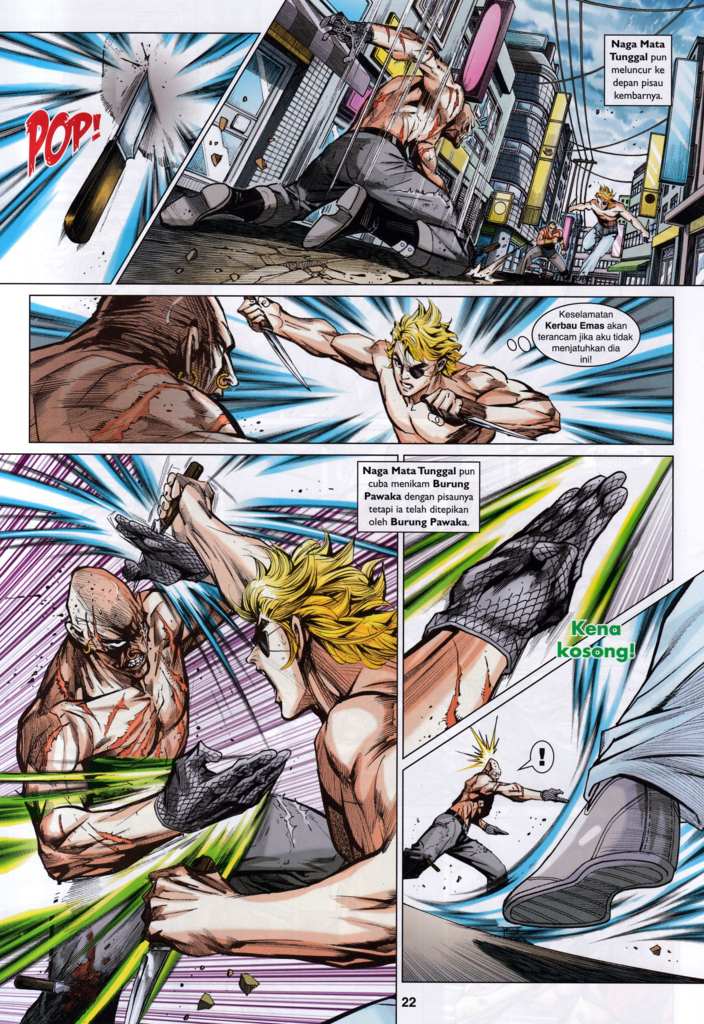 POP!
Naga Mata
Tunggal pun
meluncur ke
depan pisau
kembarnya.
Keselamatan
Kerbau Emas akan
terancam jika aku tidak
menjatuhkan dia
ini!
Naga Mata Tunggal pun
cuba menikam Burung
Pawaka dengan pisaunya
tetapi ia telah ditepikan
oleh Burung Pawaka.
Kena
kosong!
!
22